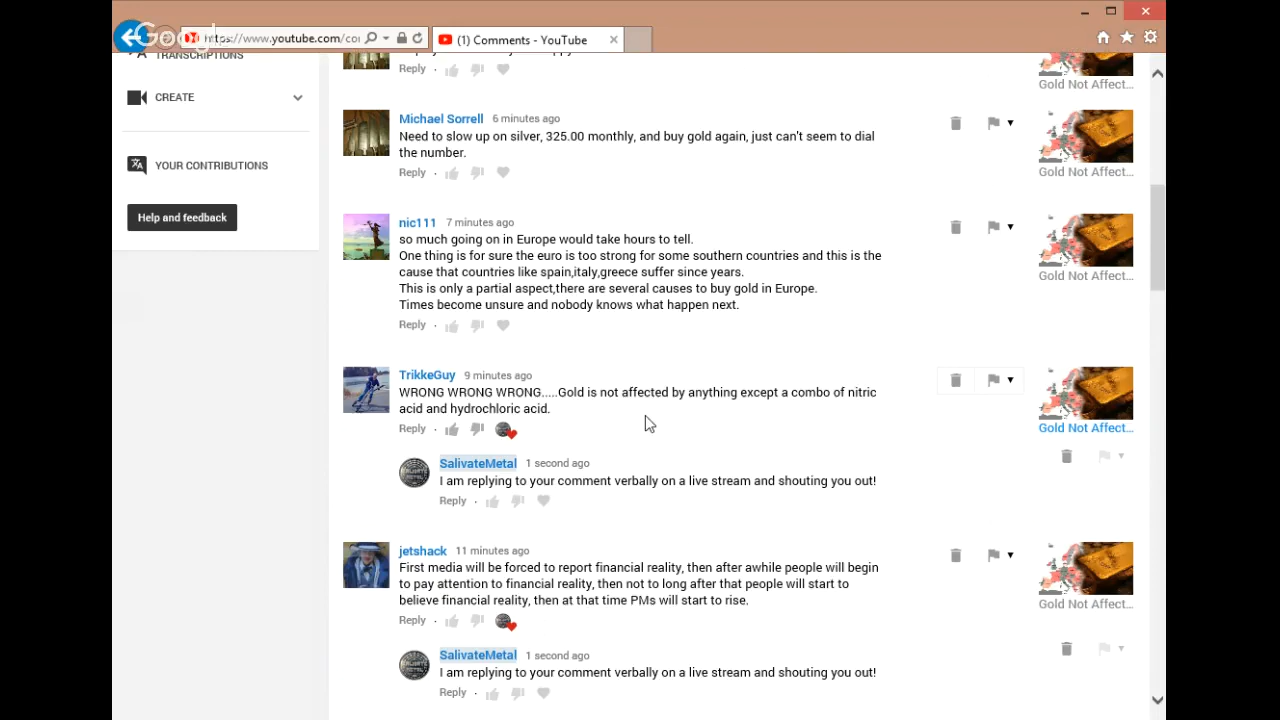 Google
https://www.youtube.com/co
(1) Comments - YouTube
TRANSCRIPTIONS
CREATE
YOUR CONTRIBUTIONS
Help and feedback
Reply
Gold Not Affect...
Michael Sorrell 6 minutes ago
Need to slow up on silver, 325.00 monthly, and buy gold again, just can't seem to dial
the number.
Reply
Gold Not Affect...
nic111 7 minutes ago
so much going on in Europe would take hours to tell.
One thing is for sure the euro is too strong for some southern countries and this is the
cause that countries like spain,italy,greece suffer since years.
This is only a partial aspect,there are several causes to buy gold in Europe.
Times become unsure and nobody knows what happen next.
Reply
Gold Not Affect...
TrikkeGuy 9 minutes ago
WRONG WRONG WRONG.....Gold is not affected by anything except a combo of nitric
acid and hydrochloric acid.
Reply
Gold Not Affect...
SalivateMetal 1 second ago
I am replying to your comment verbally on a live stream and shouting you out!
Reply
jetshack 11 minutes ago
First media will be forced to report financial reality, then after awhile people will begin
to pay attention to financial reality, then not to long after that people will start to
believe financial reality, then at that time PMs will start to rise.
Reply
Gold Not Affect...
SalivateMetal 1 second ago
I am replying to your comment verbally on a live stream and shouting you out!
Reply